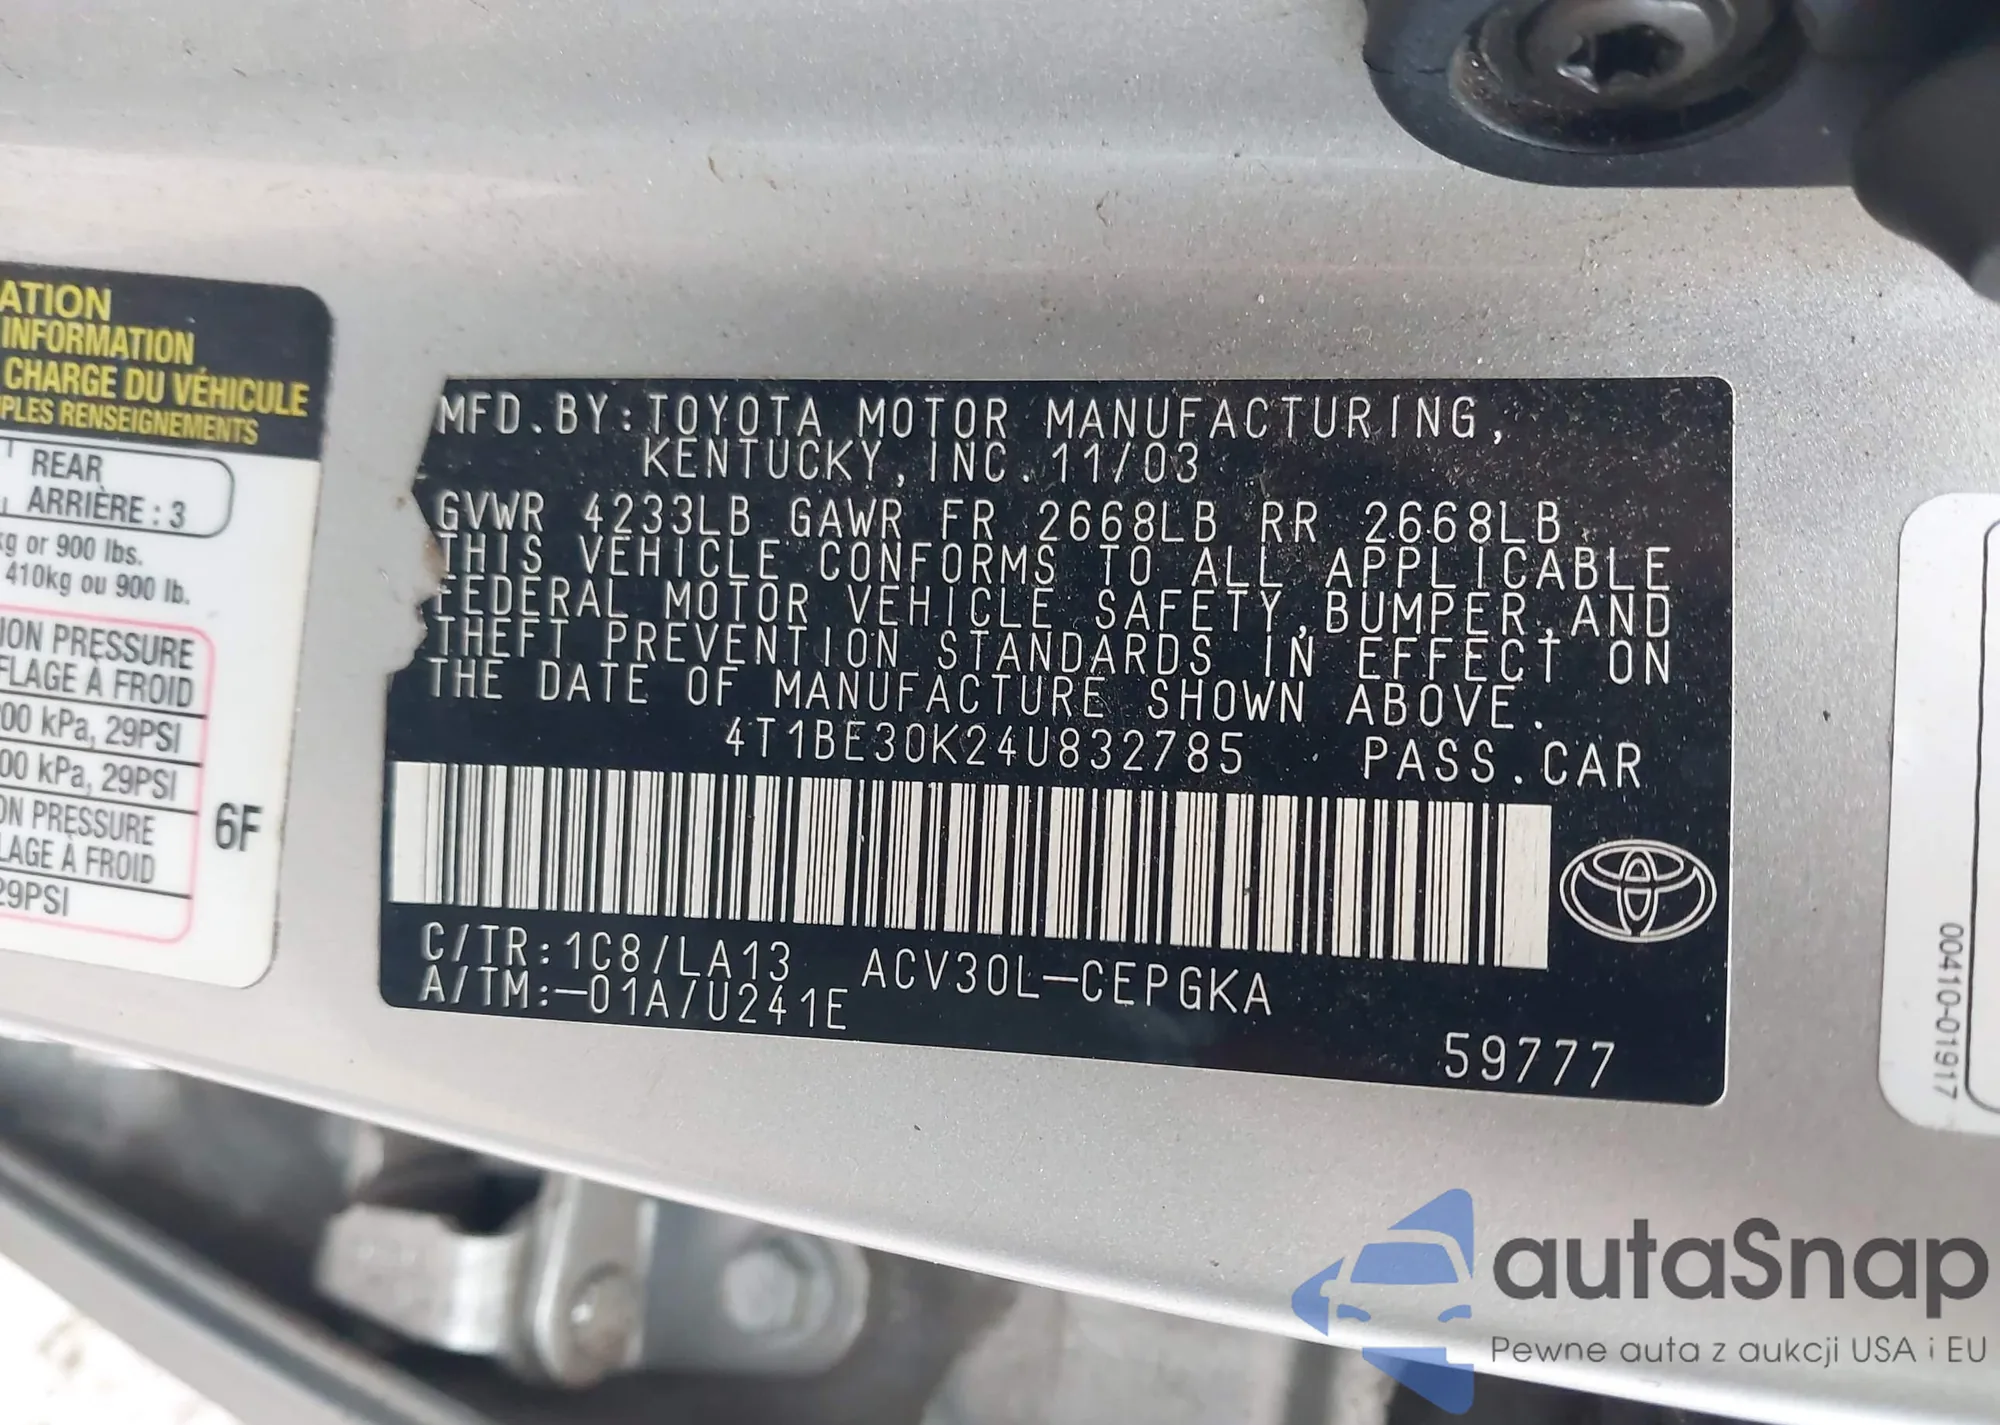 ATION
INFORMATION
CHARGE DU VÉHICULE
PLES RENSEIGNEMENTS
REAR
ARRIÈRE : 3
kg or 900 lbs.
410kg ou 900 lb.
ION PRESSURE
FLAGE À FROID
00 kPa, 29PSI
00 kPa, 29PSI
ON PRESSURE
LAGE À FROID
29PSI
6F
MFD.BY:TOYOTA MOTOR MANUFACTURING,
KENTUCKY,INC.11/03
GVWR 4233LB GAWR FR 2668LB RR 2668LB
THIS VEHICLE CONFORMS TO ALL APPLICABLE
FEDERAL MOTOR VEHICLE SAFETY,BUMPER,AND
THEFT PREVENTION STANDARDS IN EFFECT ON
THE DATE OF MANUFACTURE SHOWN ABOVE.
4T1BE30K24U832785 PASS.CAR
C/TR:1C8/LA13 ACV30L-CEPGKA
A/TM:-01A/U241E
59777
00410-01917
autaSnap
Pewne auta z aukcji USA i EU